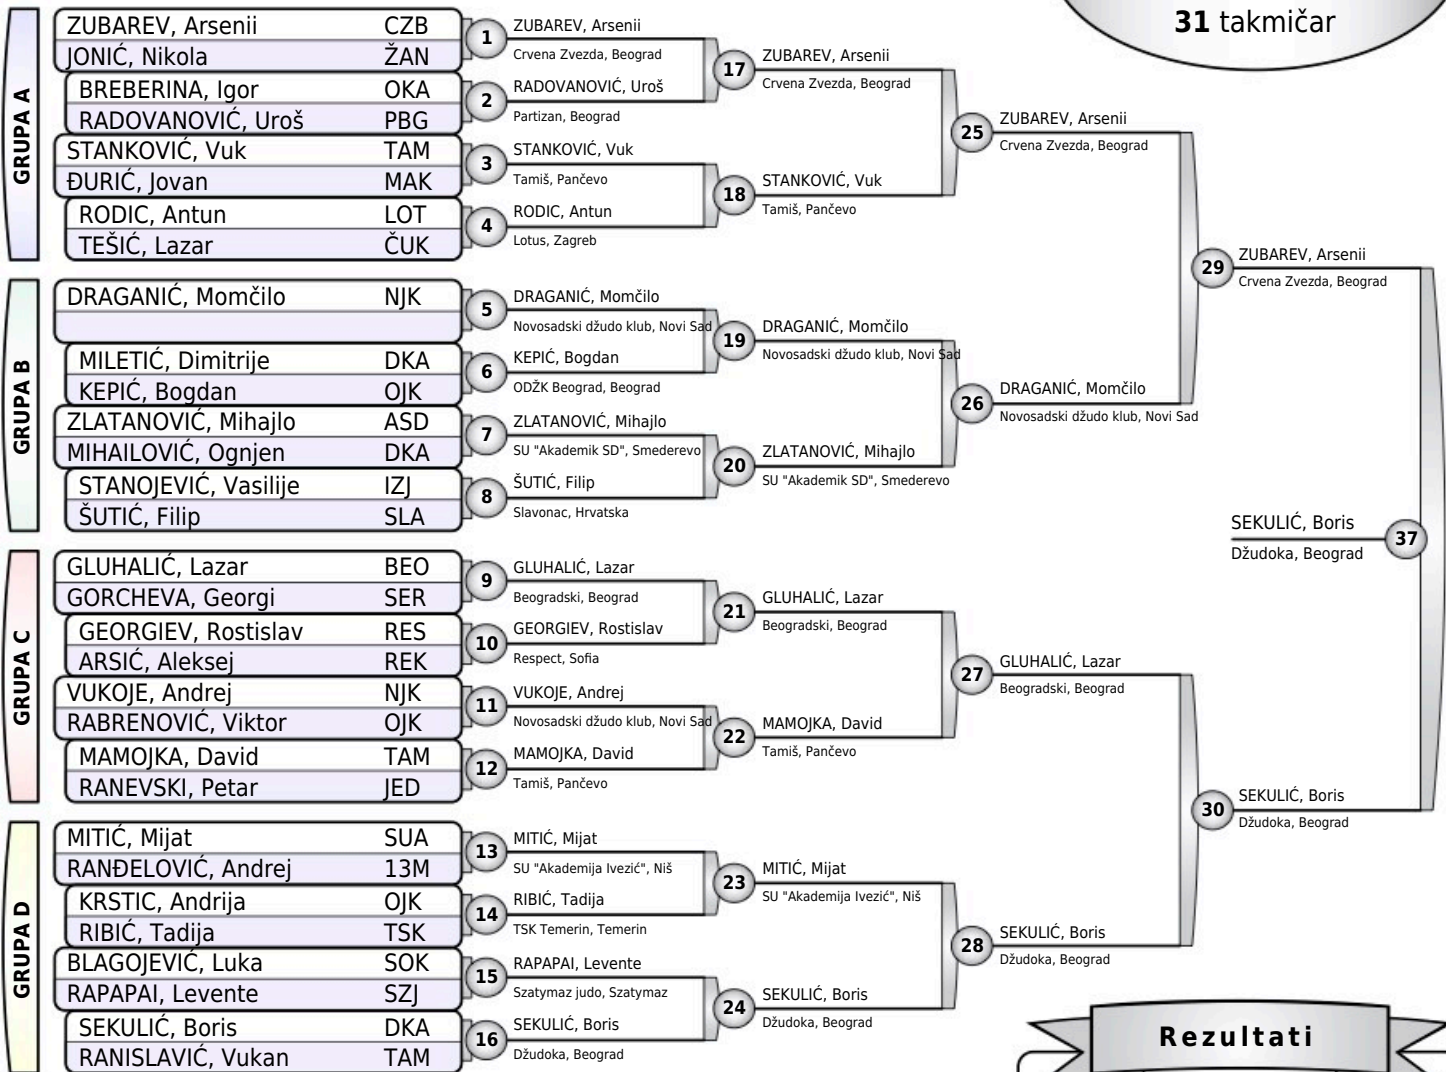 31 takmičar
GRUPA A
ZUBAREV, Arsenii CZB
JONIĆ, Nikola ŽAN
BREBERINA, Igor OKA
RADOVANOVIĆ, Uroš PBG
STANKOVIĆ, Vuk TAM
ĐURIĆ, Jovan MAK
RODIC, Antun LOT
TEŠIĆ, Lazar ČUK
GRUPA B
DRAGANIĆ, Momčilo NJK
MILETIĆ, Dimitrije DKA
KEPIĆ, Bogdan OJK
ZLATANOVIĆ, Mihajlo ASD
MIHAILOVIĆ, Ognjen DKA
STANOJEVIĆ, Vasilije IZJ
ŠUTIĆ, Filip SLA
GRUPA C
GLUHALIĆ, Lazar BEO
GORCHEVA, Georgi SER
GEORGIEV, Rostislav RES
ARSIĆ, Aleksej REK
VUKOJE, Andrej NJK
RABRENOVIĆ, Viktor OJK
MAMOJKA, David TAM
RANEVSKI, Petar JED
GRUPA D
MITIĆ, Mijat SUA
RANĐELOVIĆ, Andrej 13M
KRSTIC, Andrija OJK
RIBIĆ, Tadija TSK
BLAGOJEVIĆ, Luka SOK
RAPAPAI, Levente SZJ
SEKULIĆ, Boris DKA
RANISLAVIĆ, Vukan TAM
1 ZUBAREV, Arsenii
Crvena Zvezda, Beograd
2 RADOVANOVIĆ, Uroš
Partizan, Beograd
3 STANKOVIĆ, Vuk
Tamiš, Pančevo
4 RODIC, Antun
Lotus, Zagreb
5 DRAGANIĆ, Momčilo
Novosadski džudo klub, Novi Sad
6 KEPIĆ, Bogdan
ODŽK Beograd, Beograd
7 ZLATANOVIĆ, Mihajlo
SU "Akademik SD", Smederevo
8 ŠUTIĆ, Filip
Slavonac, Hrvatska
9 GLUHALIĆ, Lazar
Beogradski, Beograd
10 GEORGIEV, Rostislav
Respect, Sofia
11 VUKOJE, Andrej
Novosadski džudo klub, Novi Sad
12 MAMOJKA, David
Tamiš, Pančevo
13 MITIĆ, Mijat
SU "Akademija Ivezić", Niš
14 RIBIĆ, Tadija
TSK Temerin, Temerin
15 RAPAPAI, Levente
Szatymaz judo, Szatymaz
16 SEKULIĆ, Boris
Džudoka, Beograd
17 ZUBAREV, Arsenii
Crvena Zvezda, Beograd
18 STANKOVIĆ, Vuk
Tamiš, Pančevo
19 DRAGANIĆ, Momčilo
Novosadski džudo klub, Novi Sad
20 ZLATANOVIĆ, Mihajlo
SU "Akademik SD", Smederevo
21 GLUHALIĆ, Lazar
Beogradski, Beograd
22 MAMOJKA, David
Tamiš, Pančevo
23 MITIĆ, Mijat
SU "Akademija Ivezić", Niš
24 SEKULIĆ, Boris
Džudoka, Beograd
25 ZUBAREV, Arsenii
Crvena Zvezda, Beograd
26 DRAGANIĆ, Momčilo
Novosadski džudo klub, Novi Sad
27 GLUHALIĆ, Lazar
Beogradski, Beograd
28 SEKULIĆ, Boris
Džudoka, Beograd
29 ZUBAREV, Arsenii
Crvena Zvezda, Beograd
30 SEKULIĆ, Boris
Džudoka, Beograd
SEKULIĆ, Boris 37
Džudoka, Beograd
Rezultati